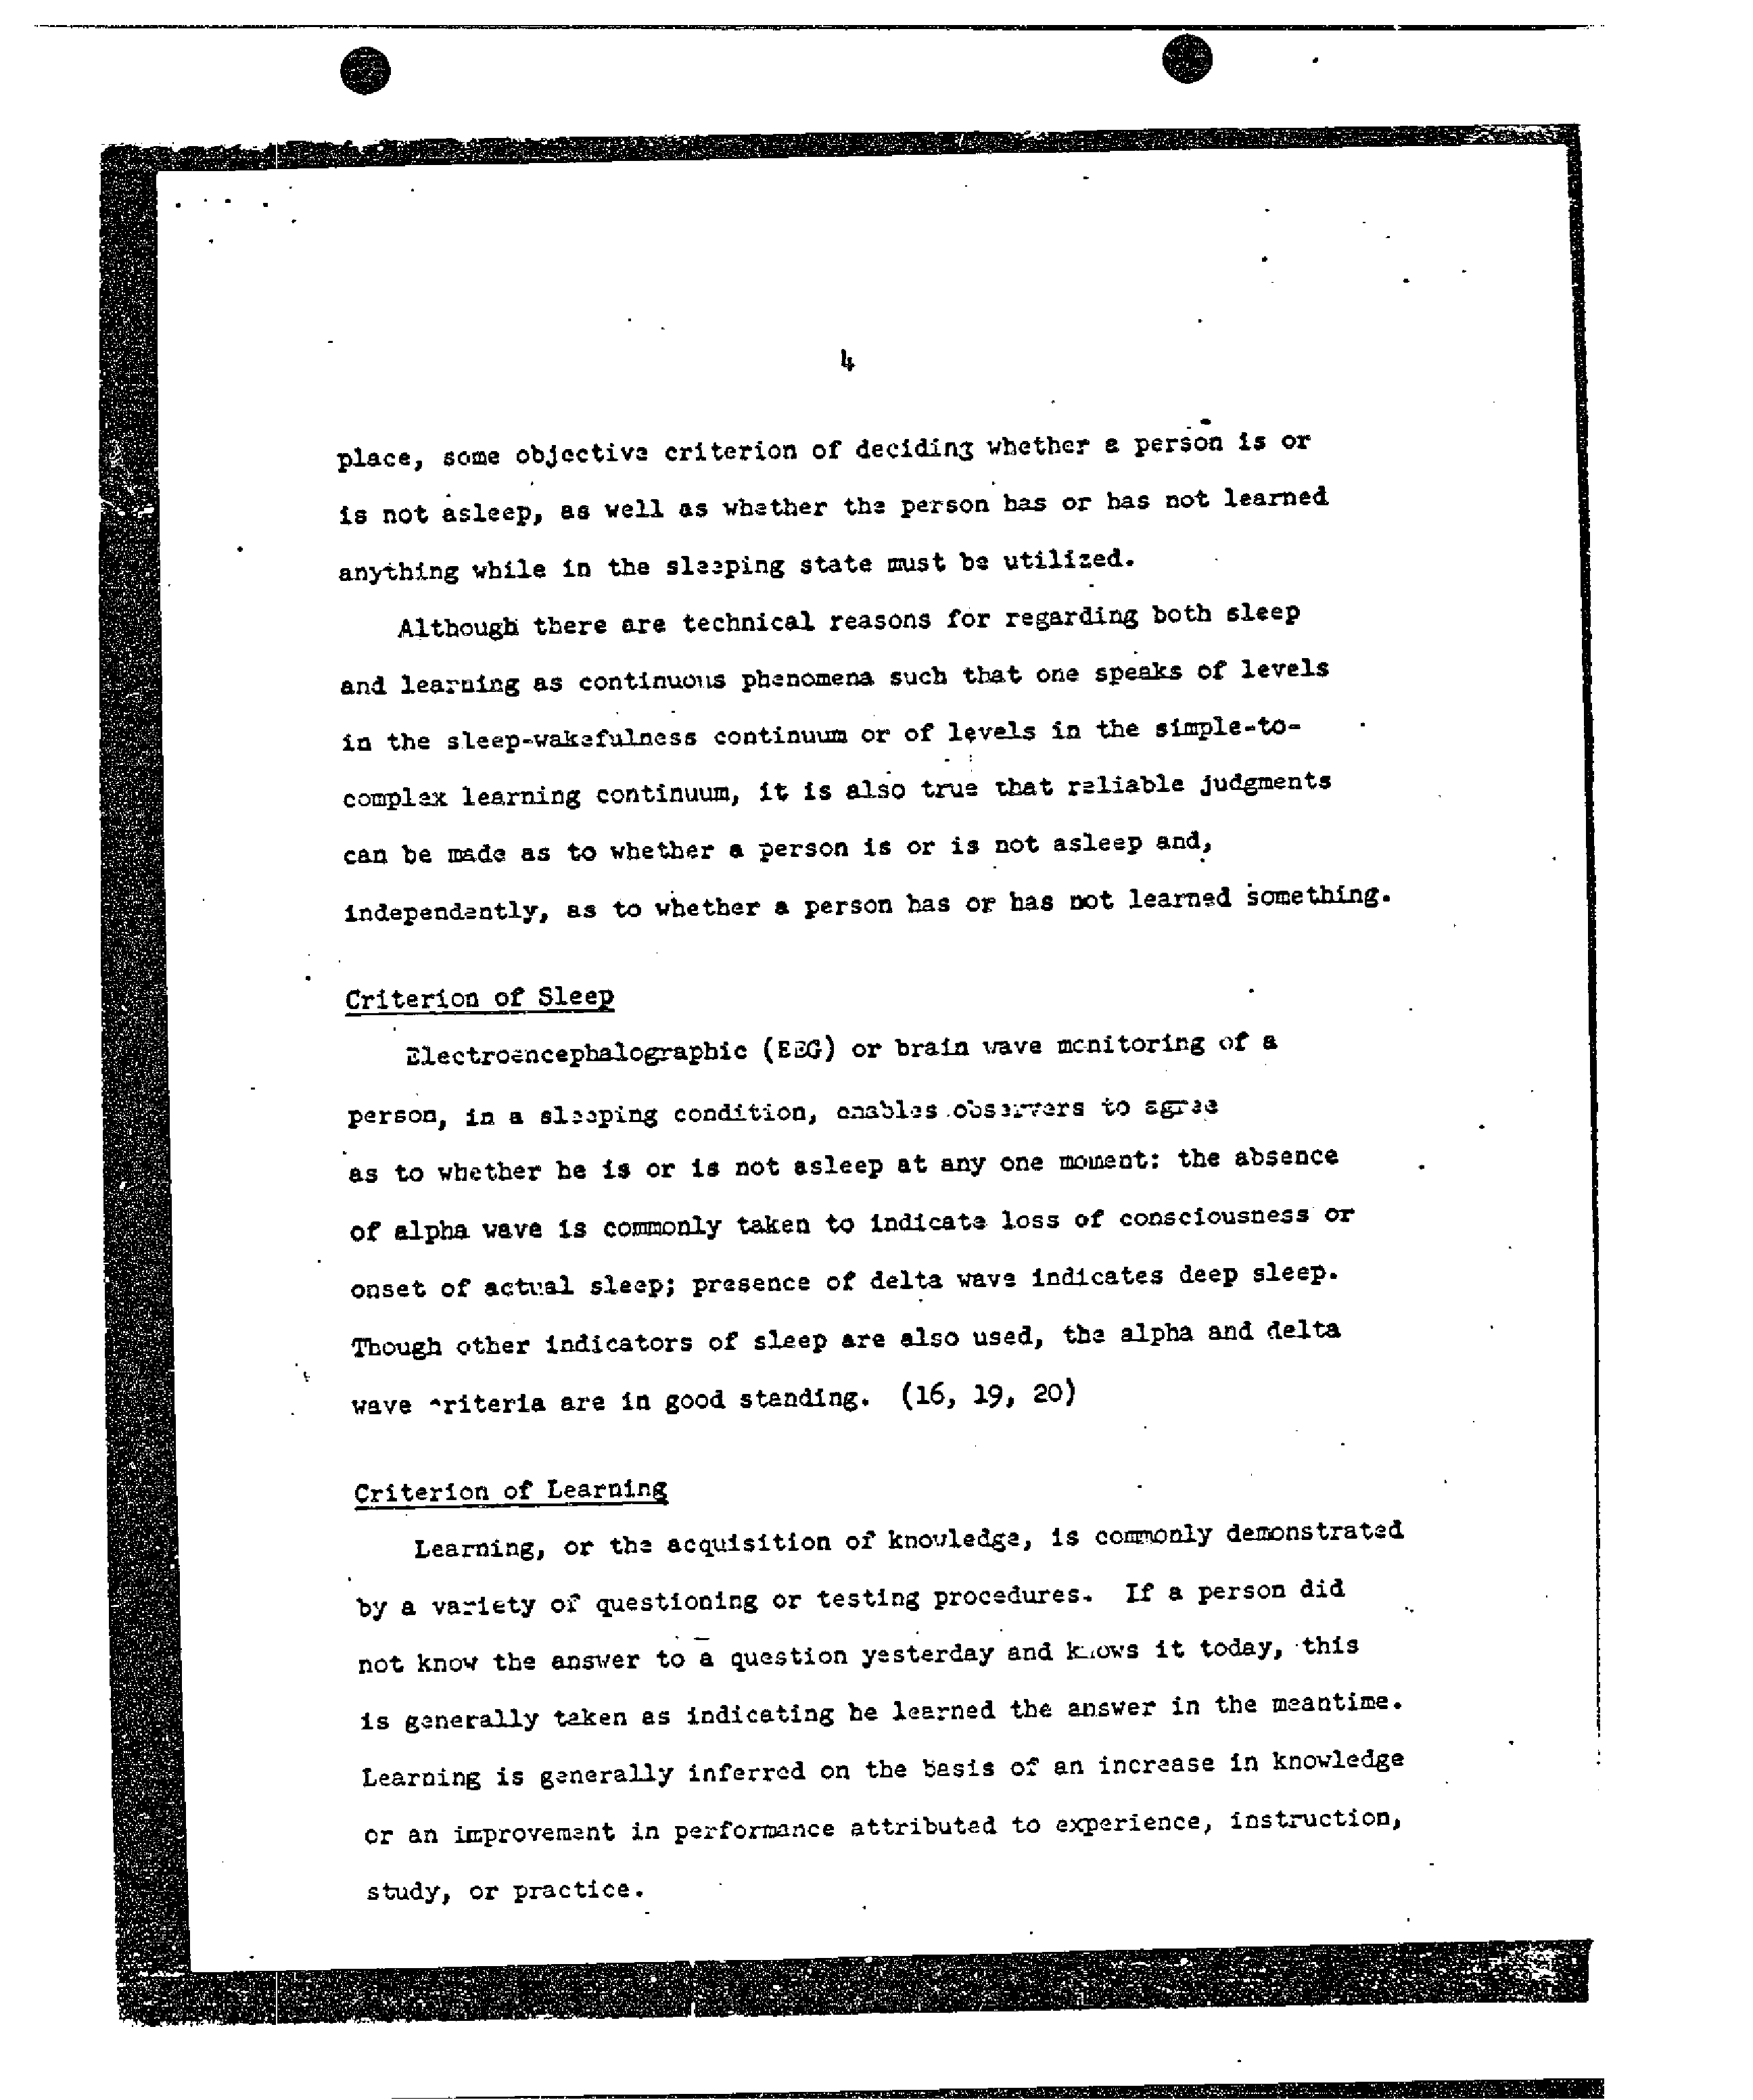 4
place, some objective criterion of deciding whether a person is or
is not asleep, as well as whether the person has or has not learned
anything while in the sleeping state must be utilized.
Although there are technical reasons for regarding both sleep
and learning as continuous phenomena such that one speaks of levels
in the sleep-wakefulness continuum or of levels in the simple-to-
complex learning continuum, it is also true that reliable judgments
can be made as to whether a person is or is not asleep and,
independently, as to whether a person has or has not learned something.
Criterion of Sleep
Electroencephalographic (EEG) or brain wave monitoring of a
person, in a sleeping condition, enables observers to agree
as to whether he is or is not asleep at any one moment: the absence
of alpha wave is commonly taken to indicate loss of consciousness or
onset of actual sleep; presence of delta wave indicates deep sleep.
Though other indicators of sleep are also used, the alpha and delta
wave criteria are in good standing. (16, 19, 20)
Criterion of Learning
Learning, or the acquisition of knowledge, is commonly demonstrated
by a variety of questioning or testing procedures. If a person did
not know the answer to a question yesterday and knows it today, this
is generally taken as indicating he learned the answer in the meantime.
Learning is generally inferred on the basis of an increase in knowledge
or an improvement in performance attributed to experience, instruction,
study, or practice.